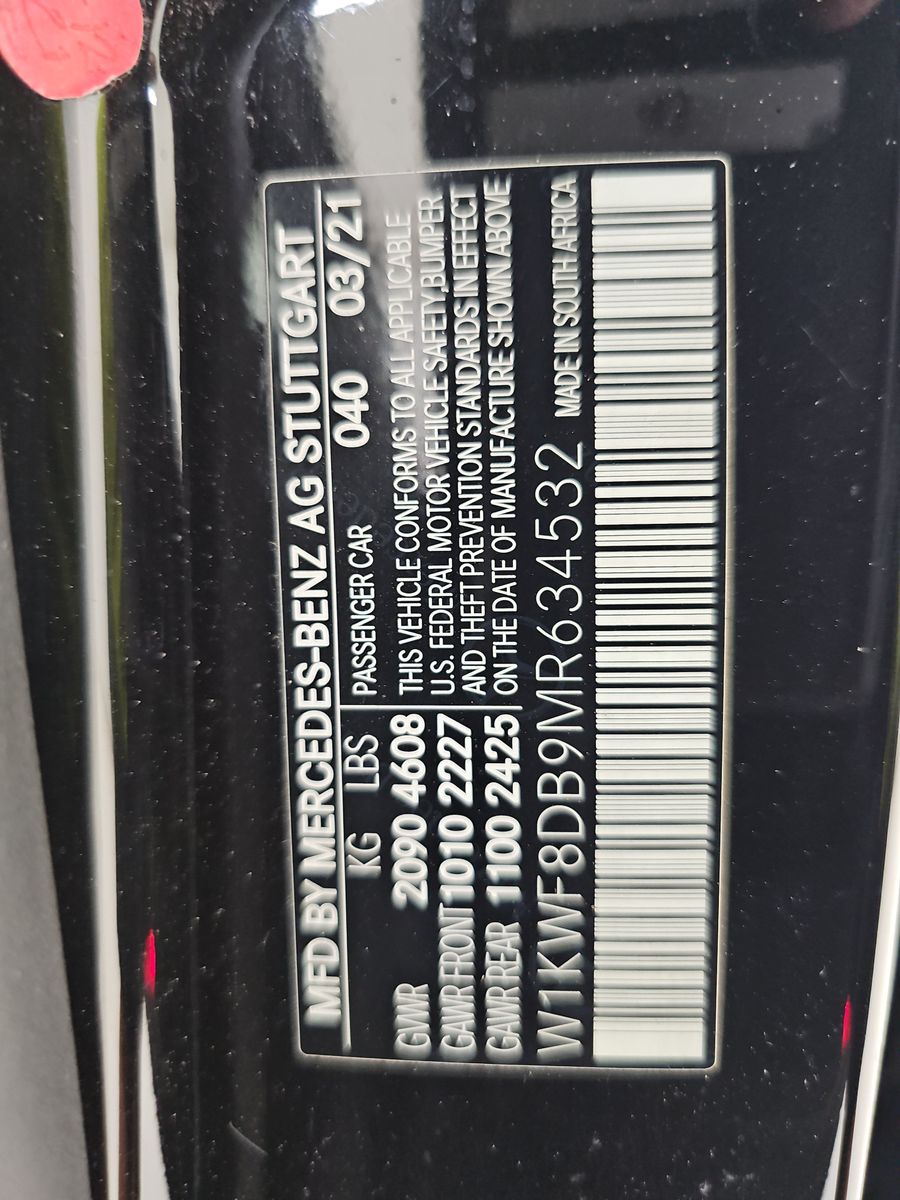 MFD BY MERCEDES-BENZ AG STUTTGART
KG LBS PASSENGER CAR 040 03/21
GVWR 2090 4608
GAWR FRONT 1010 2227
GAWR REAR 1100 2425
THIS VEHICLE CONFORMS TO ALL APPLICABLE
U.S. FEDERAL MOTOR VEHICLE SAFETY,BUMPER,
AND THEFT PREVENTION STANDARDS IN EFFECT
ON THE DATE OF MANUFACTURE SHOWN ABOVE
W1KWF8DB9MR634532 MADE IN SOUTH AFRICA